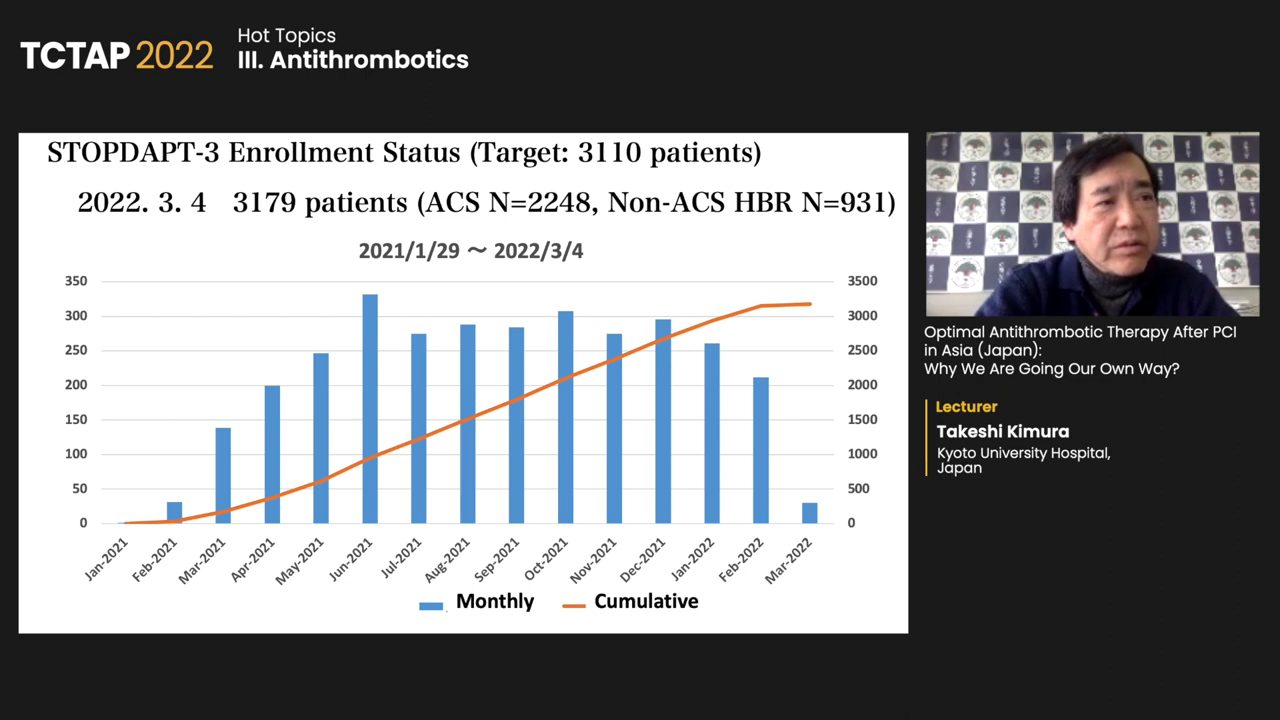 TCTAP 2022
Hot Topics
III. Antithrombotics
STOPDAPT-3 Enrollment Status (Target: 3110 patients)
2022. 3. 4 3179 patients (ACS N=2248, Non-ACS HBR N=931)
2021/1/29 ～ 2022/3/4
350 3500
300 3000
250 2500
200 2000
150 1500
100 1000
50 500
0 0
Jan-2021 Feb-2021 Mar-2021 Apr-2021 May-2021 Jun-2021 Jul-2021 Aug-2021 Sep-2021 Oct-2021 Nov-2021 Dec-2021 Jan-2022 Feb-2022 Mar-2022
Monthly Cumulative
Optimal Antithrombotic Therapy After PCI
in Asia (Japan):
Why We Are Going Our Own Way?
Lecturer
Takeshi Kimura
Kyoto University Hospital,
Japan